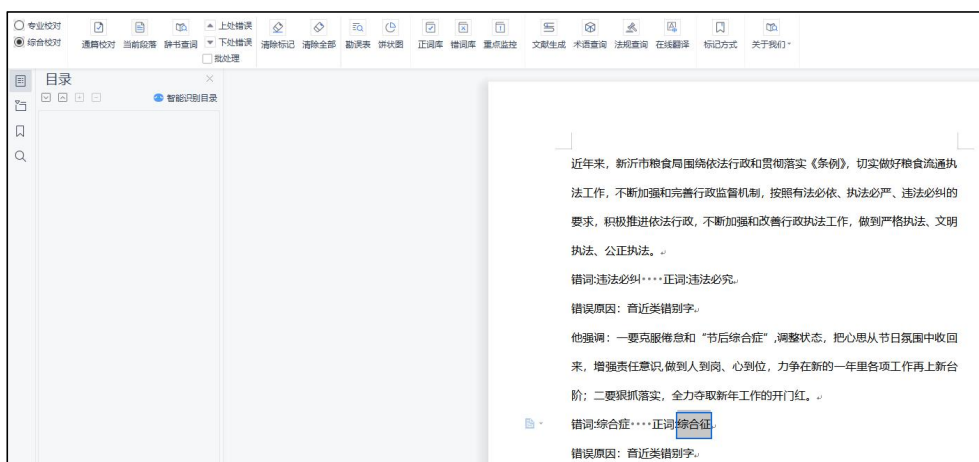 专业校对
综合校对
通篇校对 当前段落 辞书查词
上处错误
下处错误
批处理
清除标记 清除全部 勘误表 饼状图 正词库 错词库 重点监控 文献生成 术语查询 法规查询 在线翻译 标记方式 关于我们
目录
智能识别目录
近年来，新沂市粮食局围绕依法行政和贯彻落实《条例》，切实做好粮食流通执
法工作，不断加强和完善行政监督机制，按照有法必依、执法必严、违法必纠的
要求，积极推进依法行政，不断加强和改善行政执法工作，做到严格执法、文明
执法、公正执法。
错词:违法必纠····正词:违法必究
错误原因：音近类错别字
他强调：一要克服倦怠和“节后综合症”,调整状态，把心思从节日氛围中收回
来，增强责任意识,做到人到岗、心到位，力争在新的一年里各项工作再上新台
阶；二要狠抓落实，全力夺取新年工作的开门红。
错词:综合症····正词:综合征
错误原因：音近类错别字